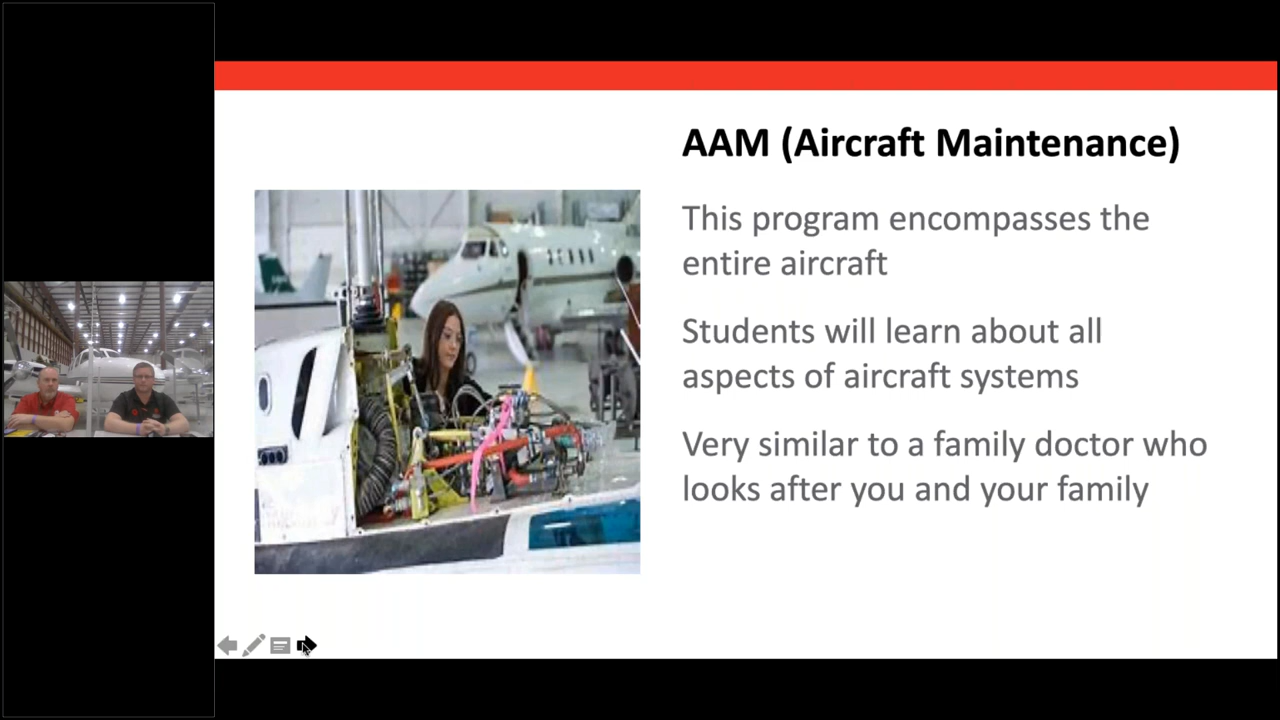 AAM (Aircraft Maintenance)
This program encompasses the
entire aircraft
Students will learn about all
aspects of aircraft systems
Very similar to a family doctor who
looks after you and your family